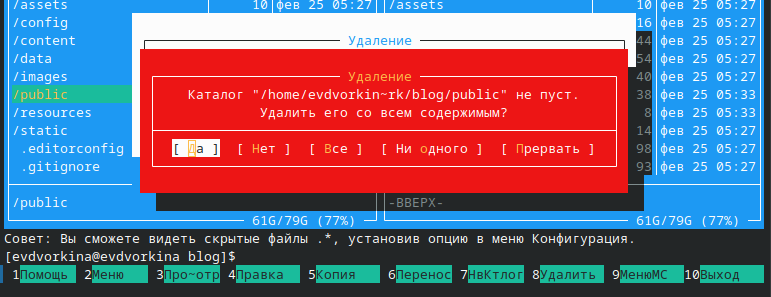 /assets 10 фев 25 05:27 /assets 10 фев 25 05:27
/config 16 фев 25 05:27
/content 44 фев 25 05:27
/data 54 фев 25 05:27
/images 40 фев 25 05:27
/public 38 фев 25 05:33
/resources 8 фев 25 05:33
/static 14 фев 25 05:27
.editorconfig 98 фев 25 05:27
.gitignore 93 фев 25 05:27
Удаление
Удаление
Каталог "/home/evdvorkin~rk/blog/public" не пуст.
Удалить его со всем содержимым?
[ Да ] [ Нет ] [ Все ] [ Ни одного ] [ Прервать ]
/public -ВВЕРХ-
61G/79G (77%) 61G/79G (77%)
Совет: Вы сможете видеть скрытые файлы .*, установив опцию в меню Конфигурация.
[evdvorkina@evdvorkina blog]$
1Помощь 2Меню 3Про~отр 4Правка 5Копия 6Перенос 7НвКтлог 8Удалить 9МенюМС 10Выход